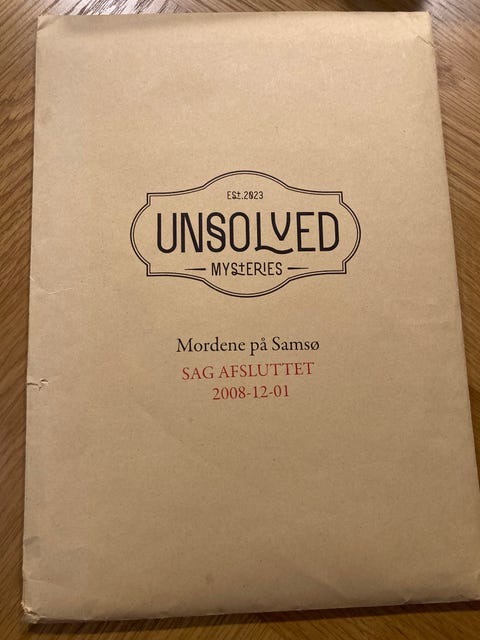 EST.2023
UNSOLVED
MYSTERIES
Mordene på Samsø
SAG AFSLUTTET
2008-12-01